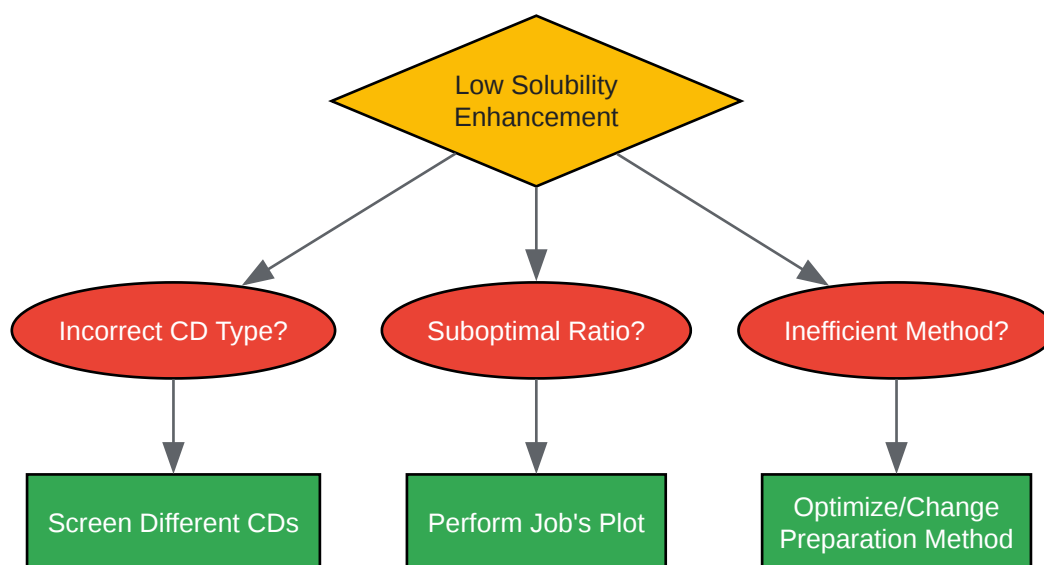 Low Solubility
Enhancement
Incorrect CD Type?
Suboptimal Ratio?
Inefficient Method?
Screen Different CDs
Perform Job's Plot
Optimize/Change
Preparation Method